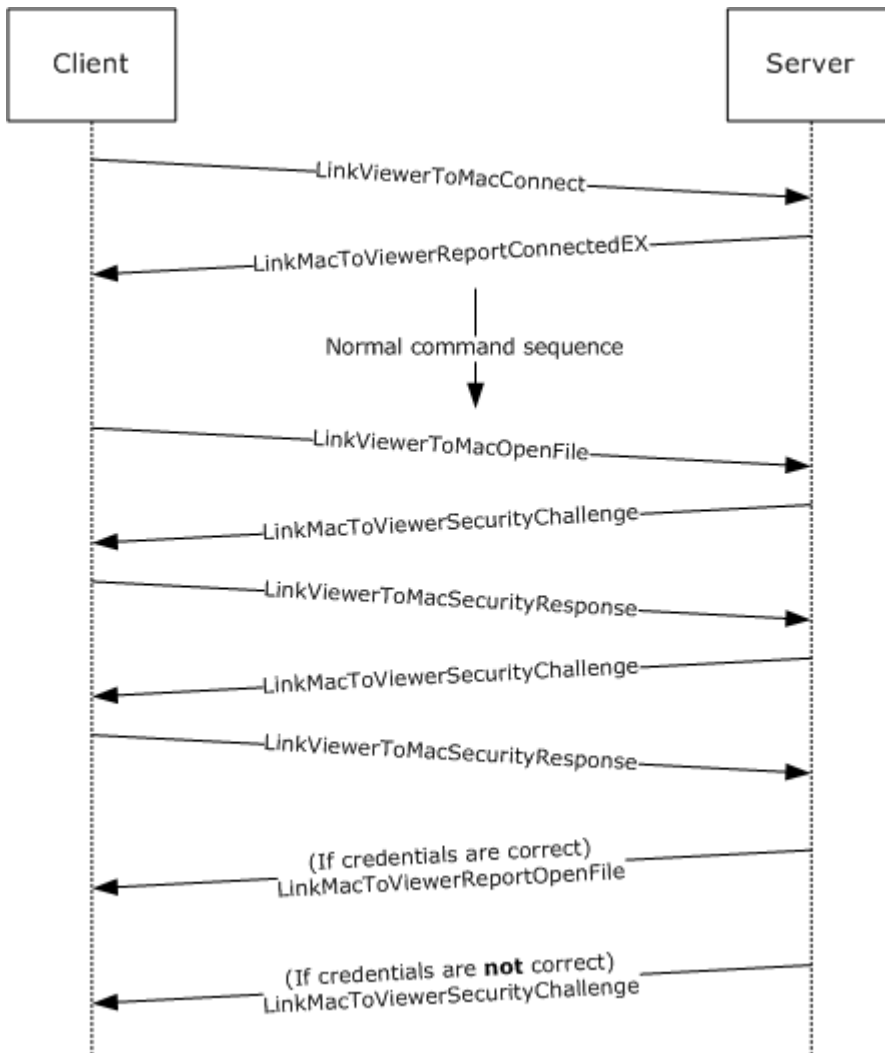 Client
Server
LinkViewerToMacConnect
LinkMacToViewerReportConnectedEX
Normal command sequence
LinkViewerToMacOpenFile
LinkMacToViewerSecurityChallenge
LinkViewerToMacSecurityResponse
LinkMacToViewerSecurityChallenge
LinkViewerToMacSecurityResponse
(If credentials are correct)
LinkMacToViewerReportOpenFile
(If credentials are not correct)
LinkMacToViewerSecurityChallenge